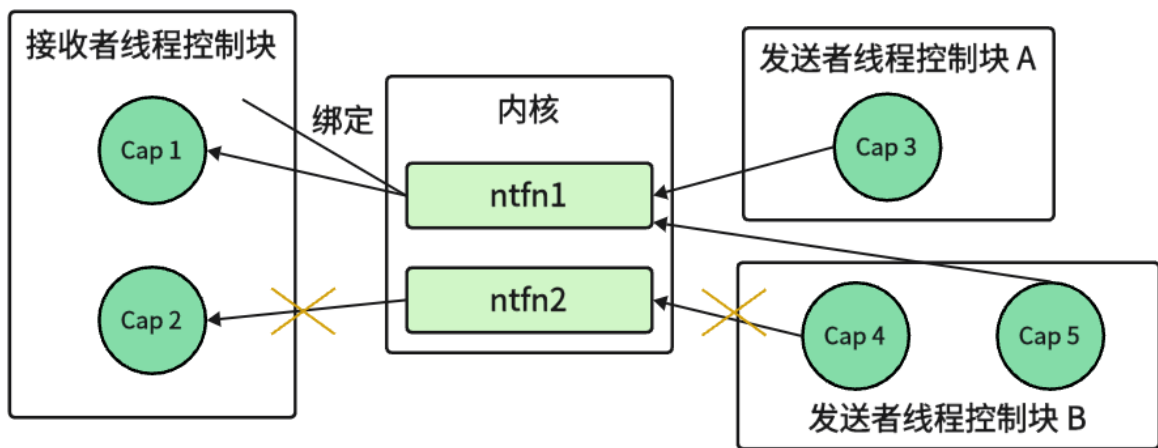 接收者线程控制块
Cap 1
Cap 2
绑定
内核
ntfn1
ntfn2
发送者线程控制块 A
Cap 3
Cap 4
Cap 5
发送者线程控制块 B